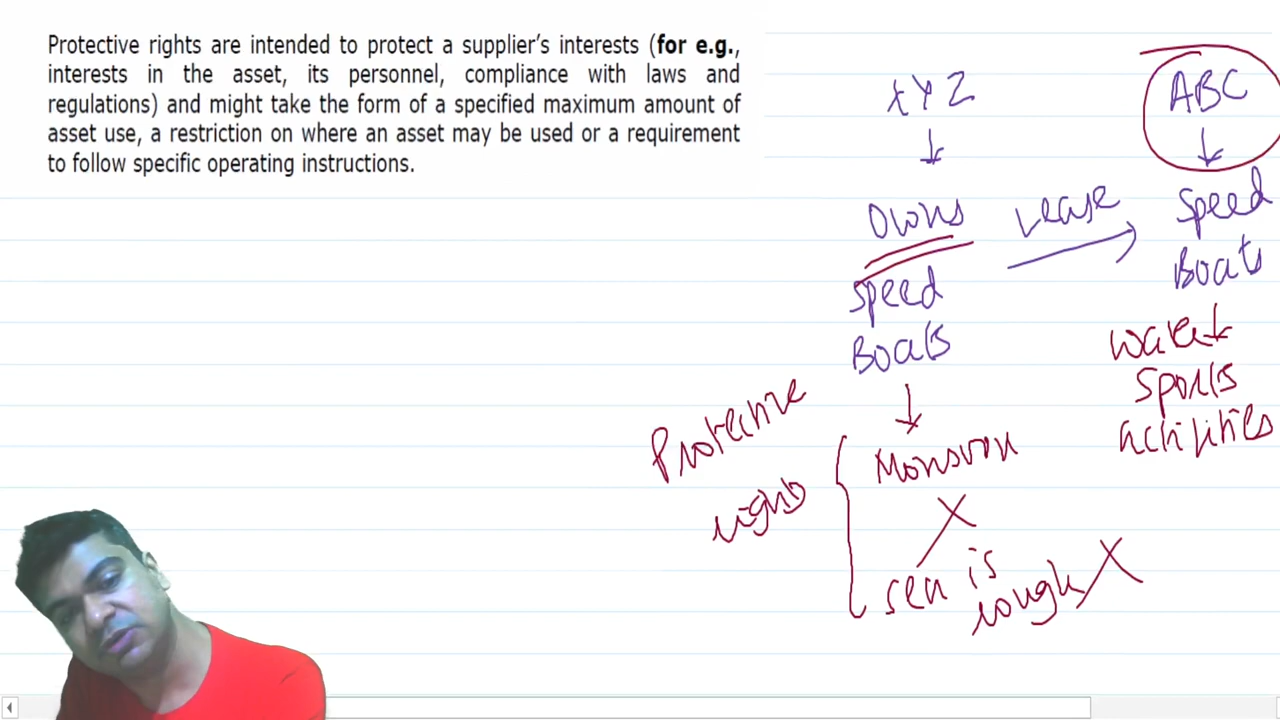 Protective rights are intended to protect a supplier's interests (for e.g.,
interests in the asset, its personnel, compliance with laws and
regulations) and might take the form of a specified maximum amount of
asset use, a restriction on where an asset may be used or a requirement
to follow specific operating instructions.
XYZ
ABC
Owns
Lease
Speed
Boats
Speed
Boats
Water
Sports
Activities
Protective
rights
Monsoon
X
sea is
rough X